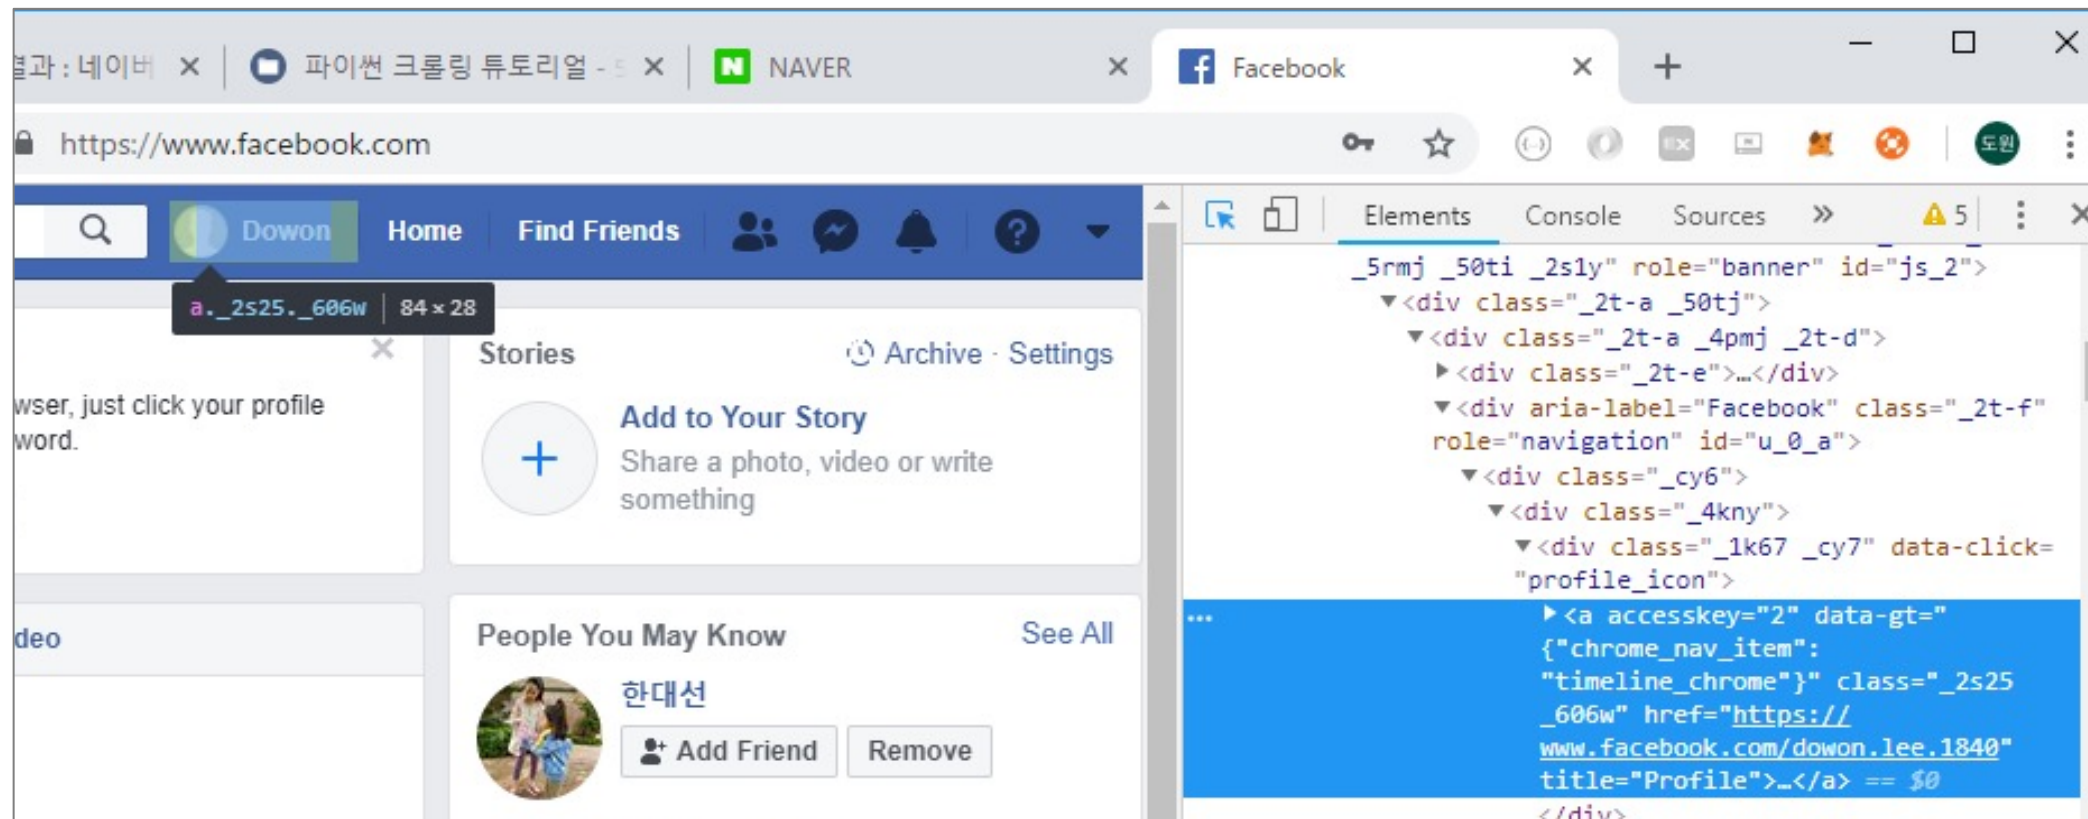 결과 : 네이버
파이썬 크롤링 튜토리얼 -
NAVER
Facebook
https://www.facebook.com
도원
Dowon
Home
Find Friends
a._2s25._606w 84 × 28
Stories
Archive · Settings
wser, just click your profile
word.
Add to Your Story
Share a photo, video or write
something
deo
People You May Know
See All
한대선
Add Friend
Remove
Elements Console Sources » 5
_5rmj _50ti _2s1y" role="banner" id="js_2">
▼<div class="_2t-a _50tj">
▼<div class="_2t-a _4pmj _2t-d">
▶<div class="_2t-e">…</div>
▼<div aria-label="Facebook" class="_2t-f"
role="navigation" id="u_0_a">
▼<div class="_cy6">
▼<div class="_4kny">
▼<div class="_1k67 _cy7" data-click=
"profile_icon">
… ▶<a accesskey="2" data-gt="
{"chrome_nav_item":
"timeline_chrome"}" class="_2s25
_606w" href="https://
www.facebook.com/dowon.lee.1840"
title="Profile">…</a> == $0
</div>